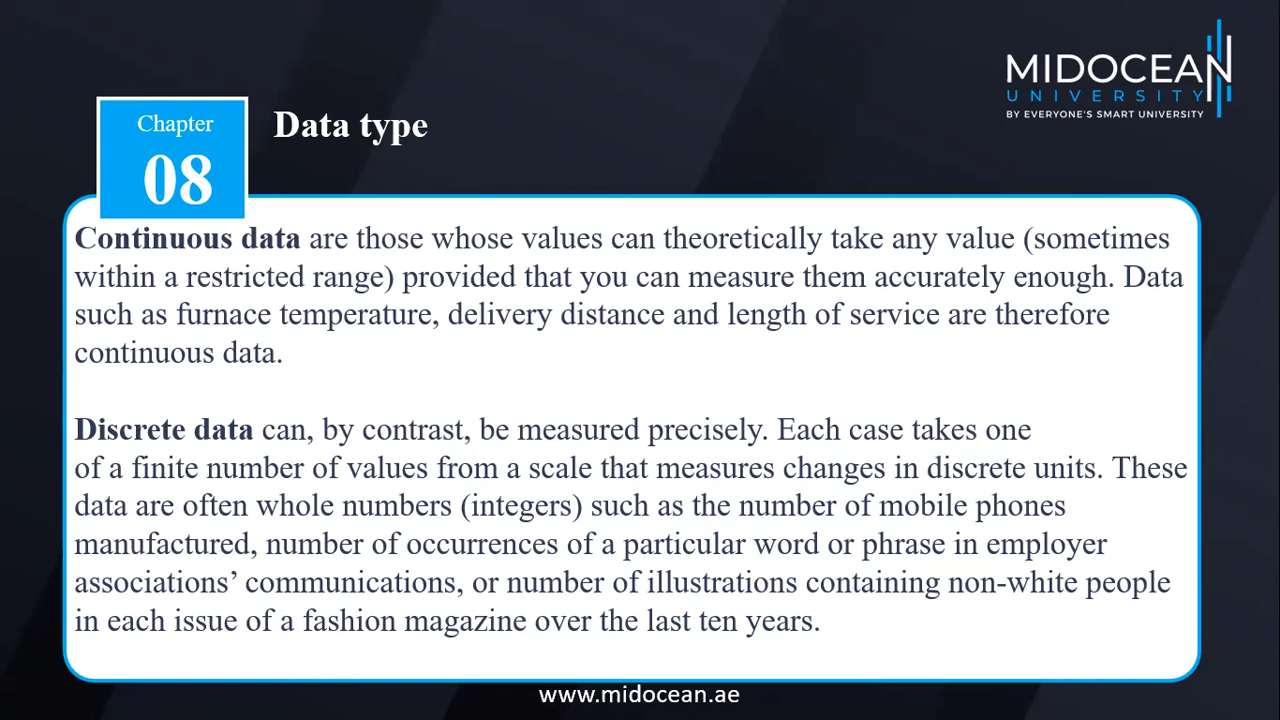 MIDOCEAN
UNIVERSITY
BY EVERYONE'S SMART UNIVERSITY
Chapter
08
Data type
Continuous data are those whose values can theoretically take any value (sometimes
within a restricted range) provided that you can measure them accurately enough. Data
such as furnace temperature, delivery distance and length of service are therefore
continuous data.
Discrete data can, by contrast, be measured precisely. Each case takes one
of a finite number of values from a scale that measures changes in discrete units. These
data are often whole numbers (integers) such as the number of mobile phones
manufactured, number of occurrences of a particular word or phrase in employer
associations’ communications, or number of illustrations containing non-white people
in each issue of a fashion magazine over the last ten years.
www.midocean.ae